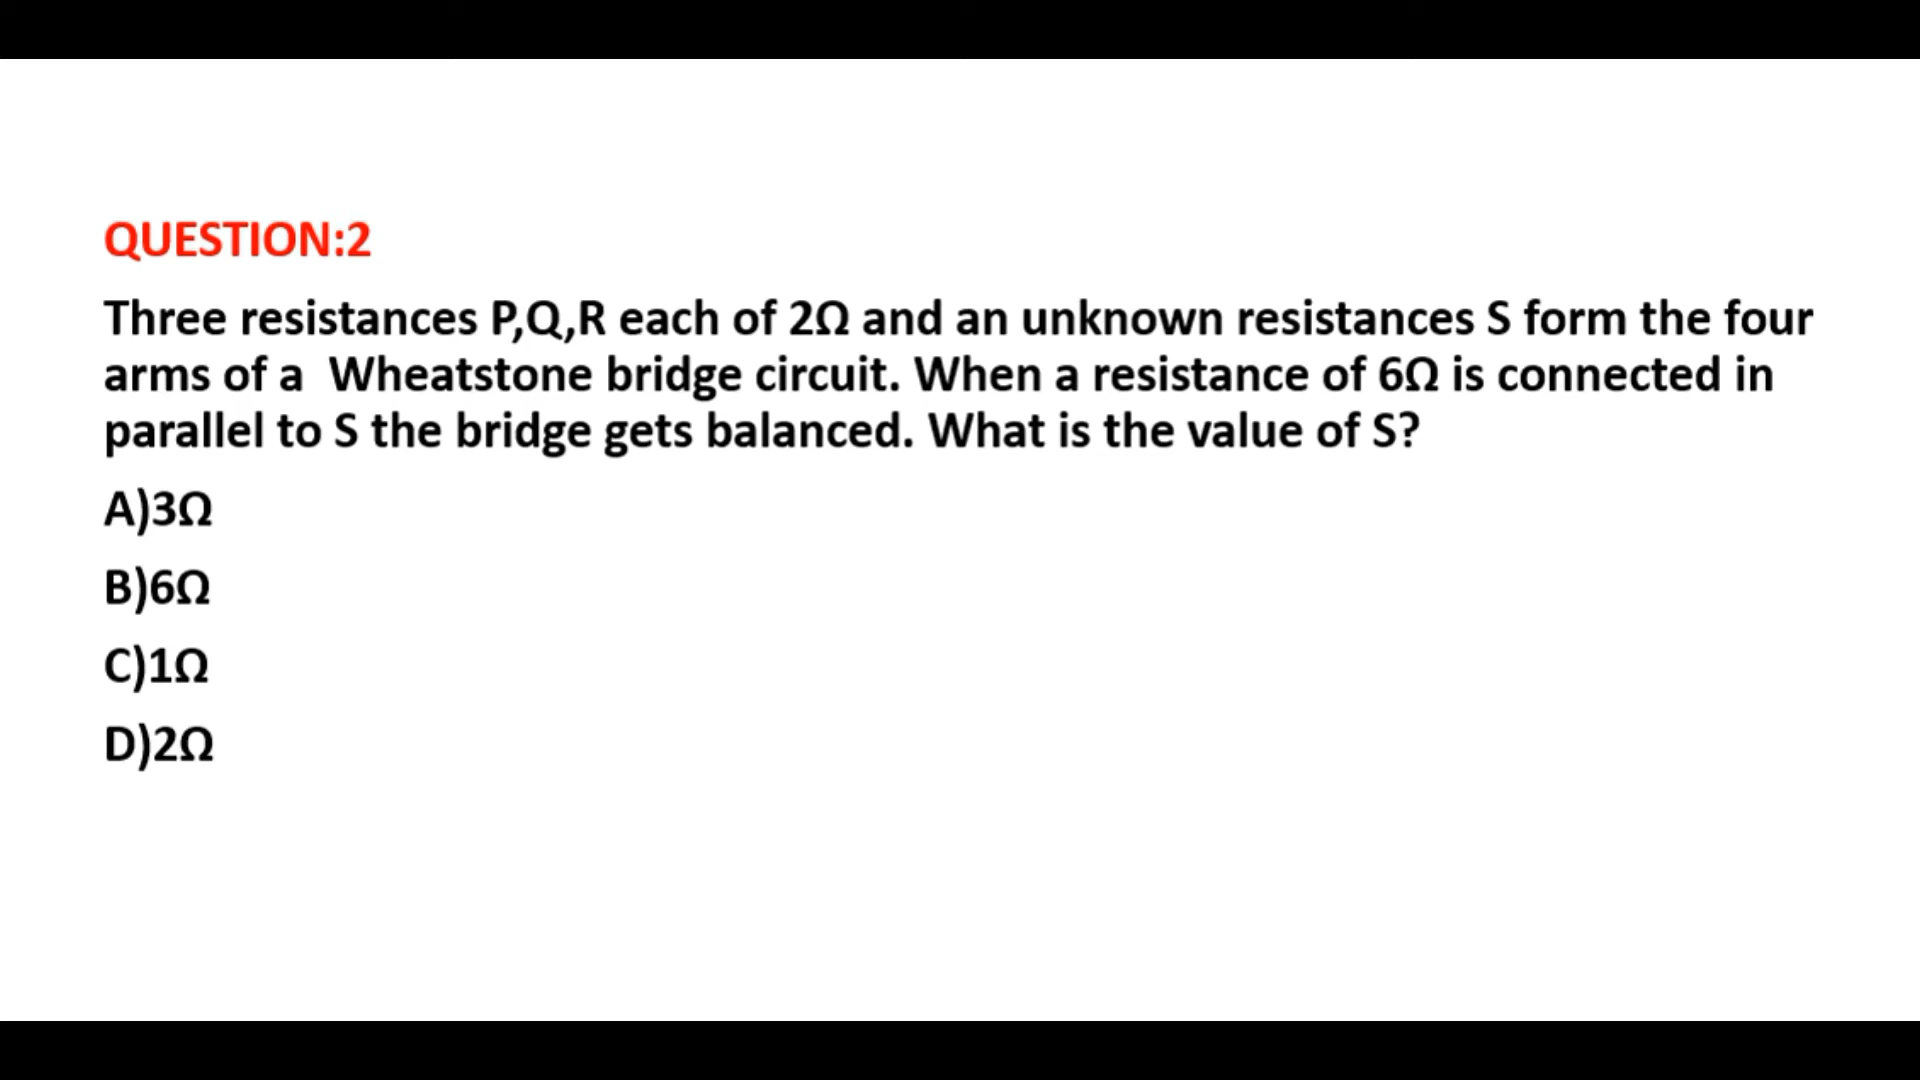 QUESTION:2
Three resistances P,Q,R each of 2Ω and an unknown resistances S form the four
arms of a  Wheatstone bridge circuit. When a resistance of 6Ω is connected in
parallel to S the bridge gets balanced. What is the value of S?
A)3Ω
B)6Ω
C)1Ω
D)2Ω